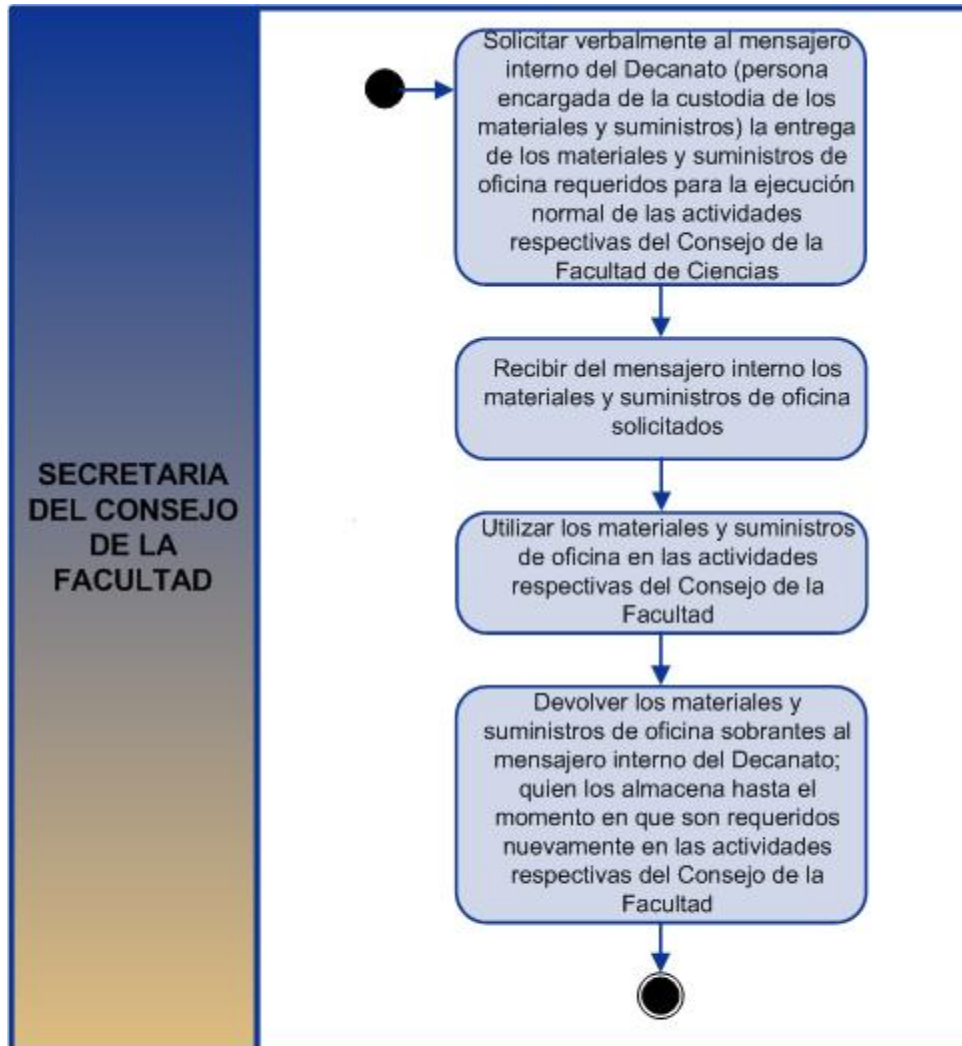 SECRETARIA
DEL CONSEJO
DE LA
FACULTAD
Solicitar verbalmente al mensajero
interno del Decanato (persona
encargada de la custodia de los
materiales y suministros) la entrega
de los materiales y suministros de
oficina requeridos para la ejecución
normal de las actividades
respectivas del Consejo de la
Facultad de Ciencias
Recibir del mensajero interno los
materiales y suministros de oficina
solicitados
Utilizar los materiales y suministros
de oficina en las actividades
respectivas del Consejo de la
Facultad
Devolver los materiales y
suministros de oficina sobrantes al
mensajero interno del Decanato;
quien los almacena hasta el
momento en que son requeridos
nuevamente en las actividades
respectivas del Consejo de la
Facultad